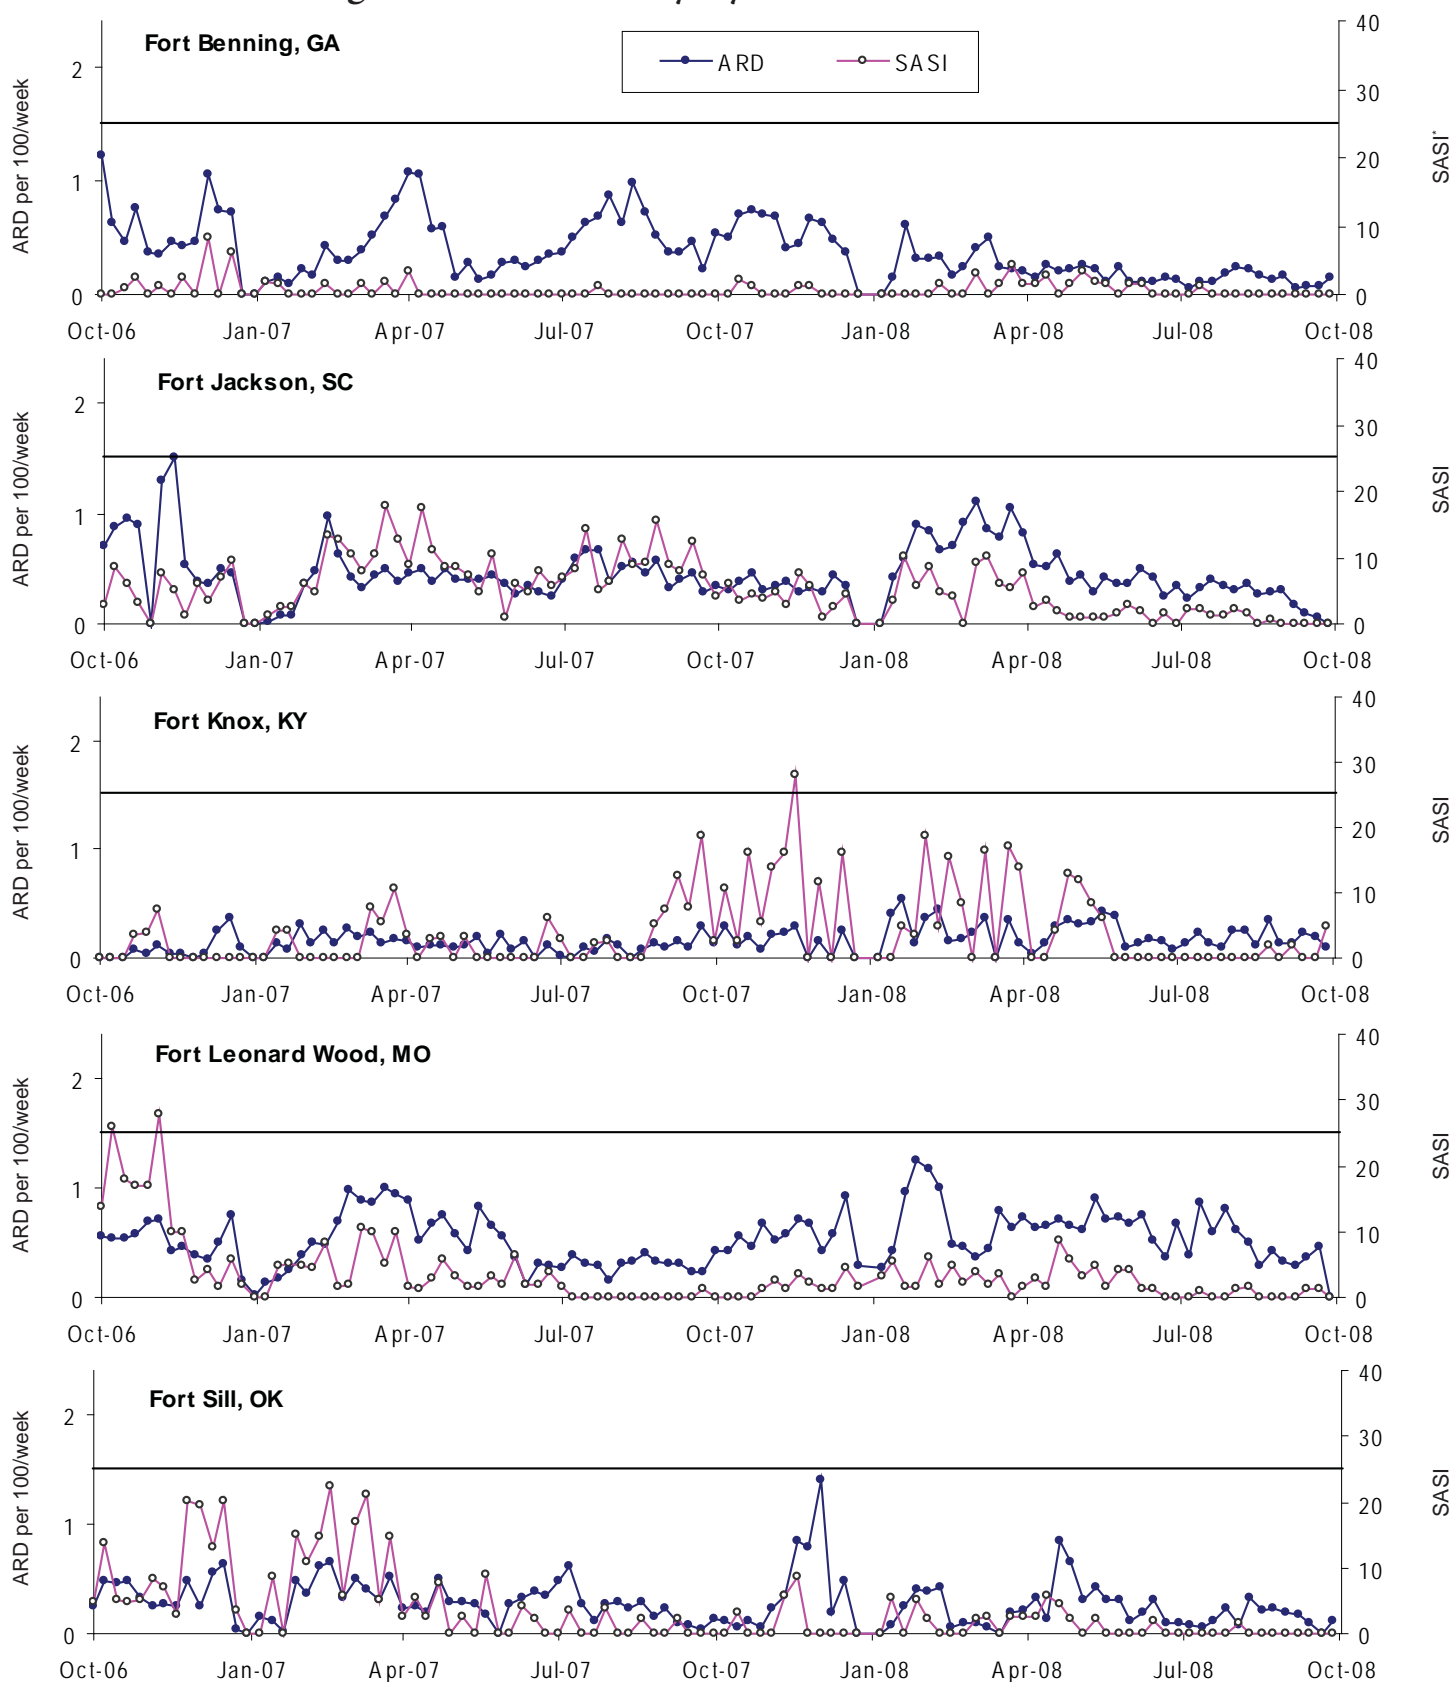 Fort Benning, GA
ARD
SASI
ARD per 100/week
2
1
0
40
30
20
10
0
SASI*
Oct-06 Jan-07 Apr-07 Jul-07 Oct-07 Jan-08 Apr-08 Jul-08 Oct-08
Fort Jackson, SC
ARD per 100/week
2
1
0
40
30
20
10
0
SASI
Oct-06 Jan-07 Apr-07 Jul-07 Oct-07 Jan-08 Apr-08 Jul-08 Oct-08
Fort Knox, KY
ARD per 100/week
2
1
0
40
30
20
10
0
SASI
Oct-06 Jan-07 Apr-07 Jul-07 Oct-07 Jan-08 Apr-08 Jul-08 Oct-08
Fort Leonard Wood, MO
ARD per 100/week
2
1
0
40
30
20
10
0
SASI
Oct-06 Jan-07 Apr-07 Jul-07 Oct-07 Jan-08 Apr-08 Jul-08 Oct-08
Fort Sill, OK
ARD per 100/week
2
1
0
40
30
20
10
0
SASI
Oct-06 Jan-07 Apr-07 Jul-07 Oct-07 Jan-08 Apr-08 Jul-08 Oct-08